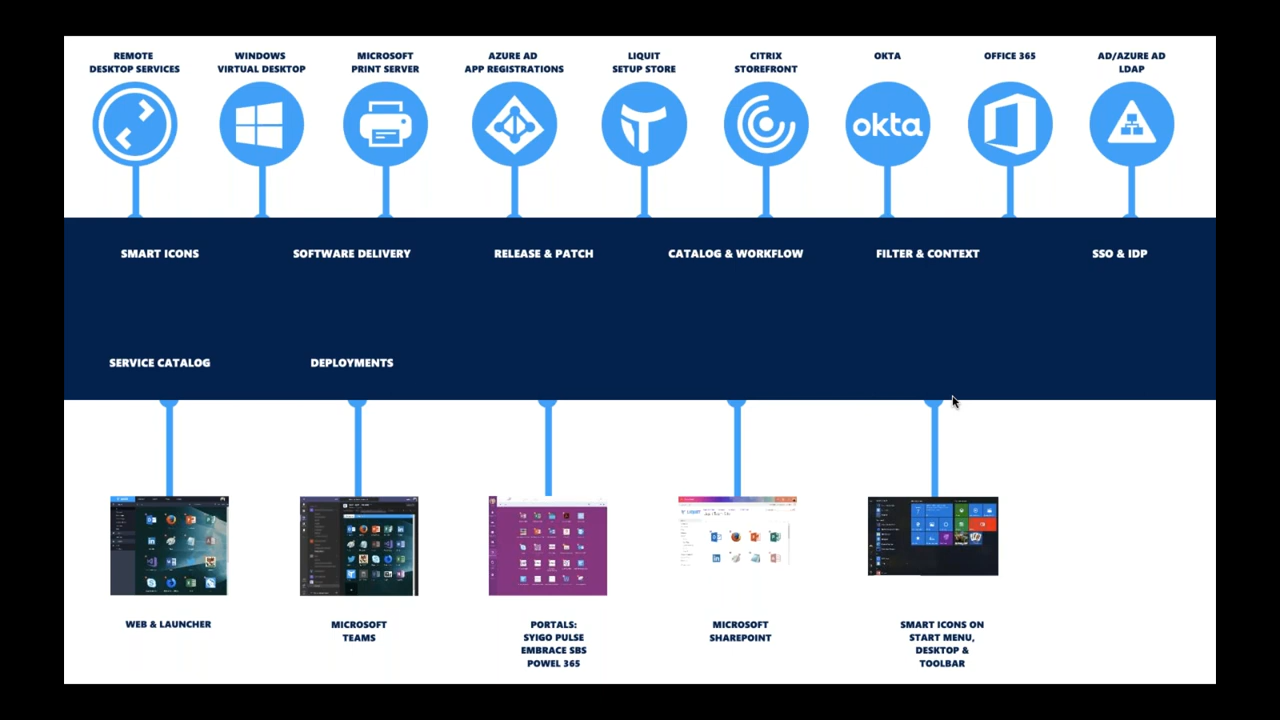 REMOTE
DESKTOP SERVICES
WINDOWS
VIRTUAL DESKTOP
MICROSOFT
PRINT SERVER
AZURE AD
APP REGISTRATIONS
LIQUIT
SETUP STORE
CITRIX
STOREFRONT
OKTA
OFFICE 365
AD/AZURE AD
LDAP
okta
SMART ICONS
SOFTWARE DELIVERY
RELEASE & PATCH
CATALOG & WORKFLOW
FILTER & CONTEXT
SSO & IDP
SERVICE CATALOG
DEPLOYMENTS
WEB & LAUNCHER
MICROSOFT
TEAMS
PORTALS:
SYIGO PULSE
EMBRACE SBS
POWEL 365
MICROSOFT
SHAREPOINT
SMART ICONS ON
START MENU,
DESKTOP &
TOOLBAR